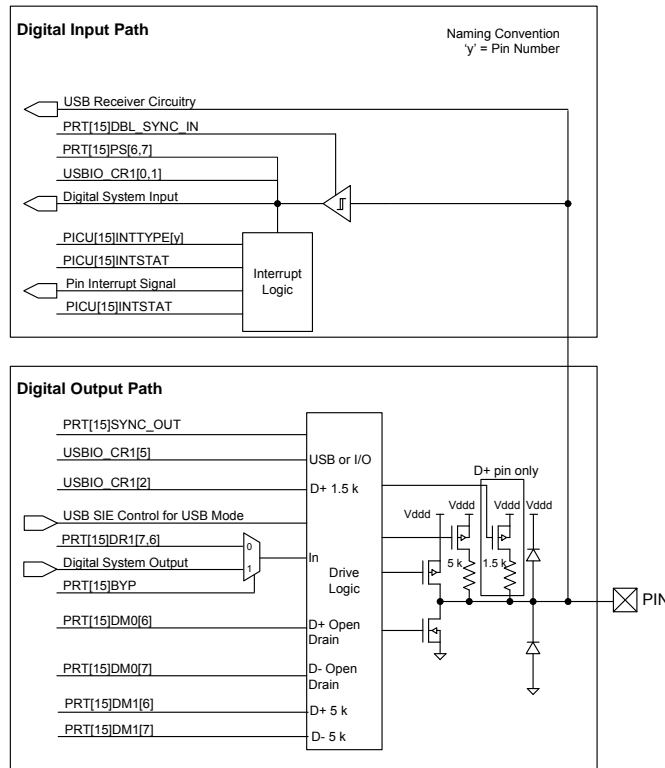 Digital Input Path
Naming Convention
'y' = Pin Number
USB Receiver Circuitry
PRT[15]DBL_SYNC_IN
PRT[15]PS[6,7]
USBIO_CR1[0,1]
Digital System Input
PICU[15]INTTYPE[y]
PICU[15]INTSTAT
Pin Interrupt Signal
PICU[15]INTSTAT
Interrupt
Logic
Digital Output Path
PRT[15]SYNC_OUT
USBIO_CR1[5]
USB or I/O
D+ pin only
USBIO_CR1[2]
D+ 1.5 k
USB SIE Control for USB Mode
Vddd
Vddd
Vddd
Vddd
PRT[15]DR1[7,6]
0
Digital System Output
1
In
5 k
1.5 k
PRT[15]BYP
Drive
Logic
PIN
PRT[15]DM0[6]
D+ Open
Drain
PRT[15]DM0[7]
D- Open
Drain
PRT[15]DM1[6]
D+ 5 k
PRT[15]DM1[7]
D- 5 k